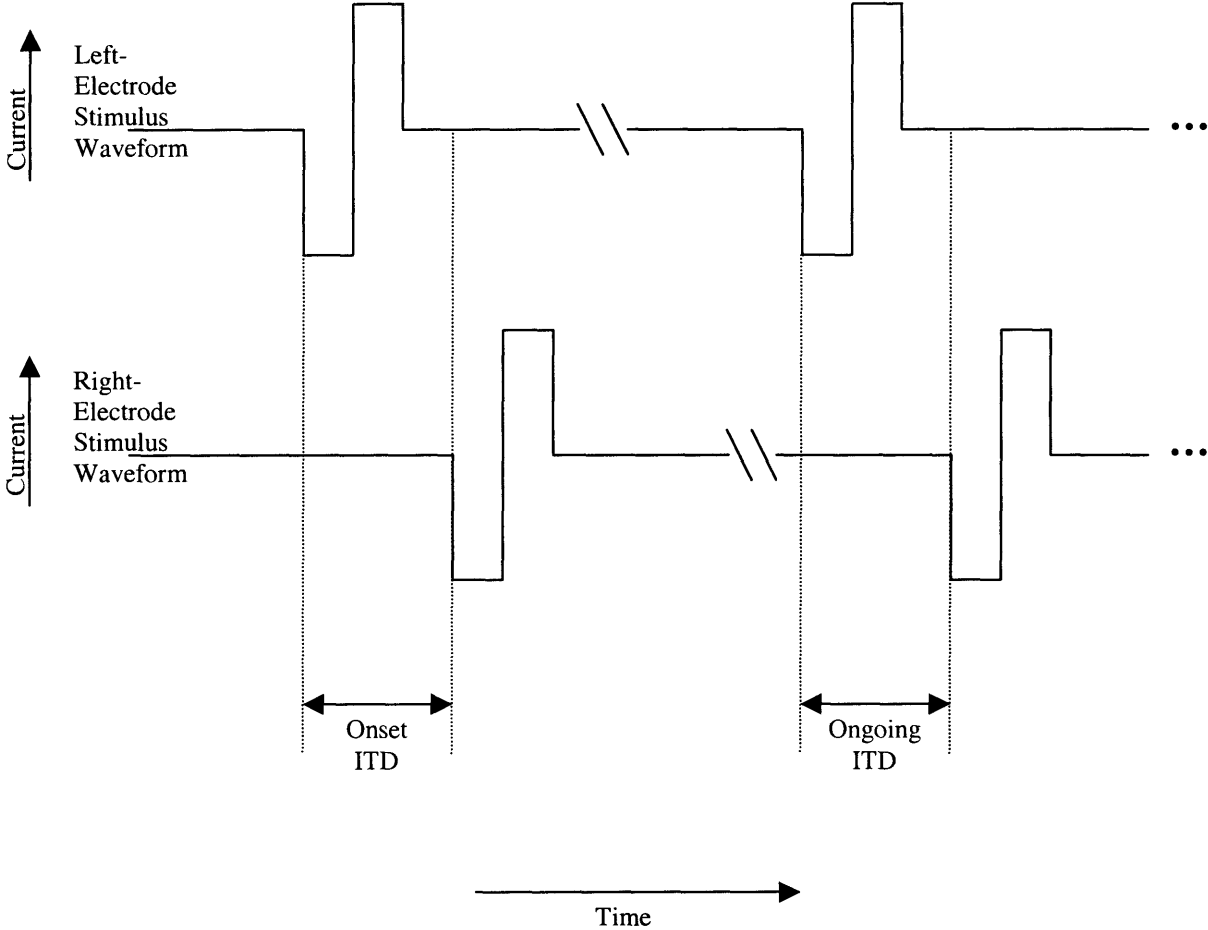 Current
Left-
Electrode
Stimulus
Waveform
Current
Right-
Electrode
Stimulus
Waveform
Onset
ITD
Ongoing
ITD
Time